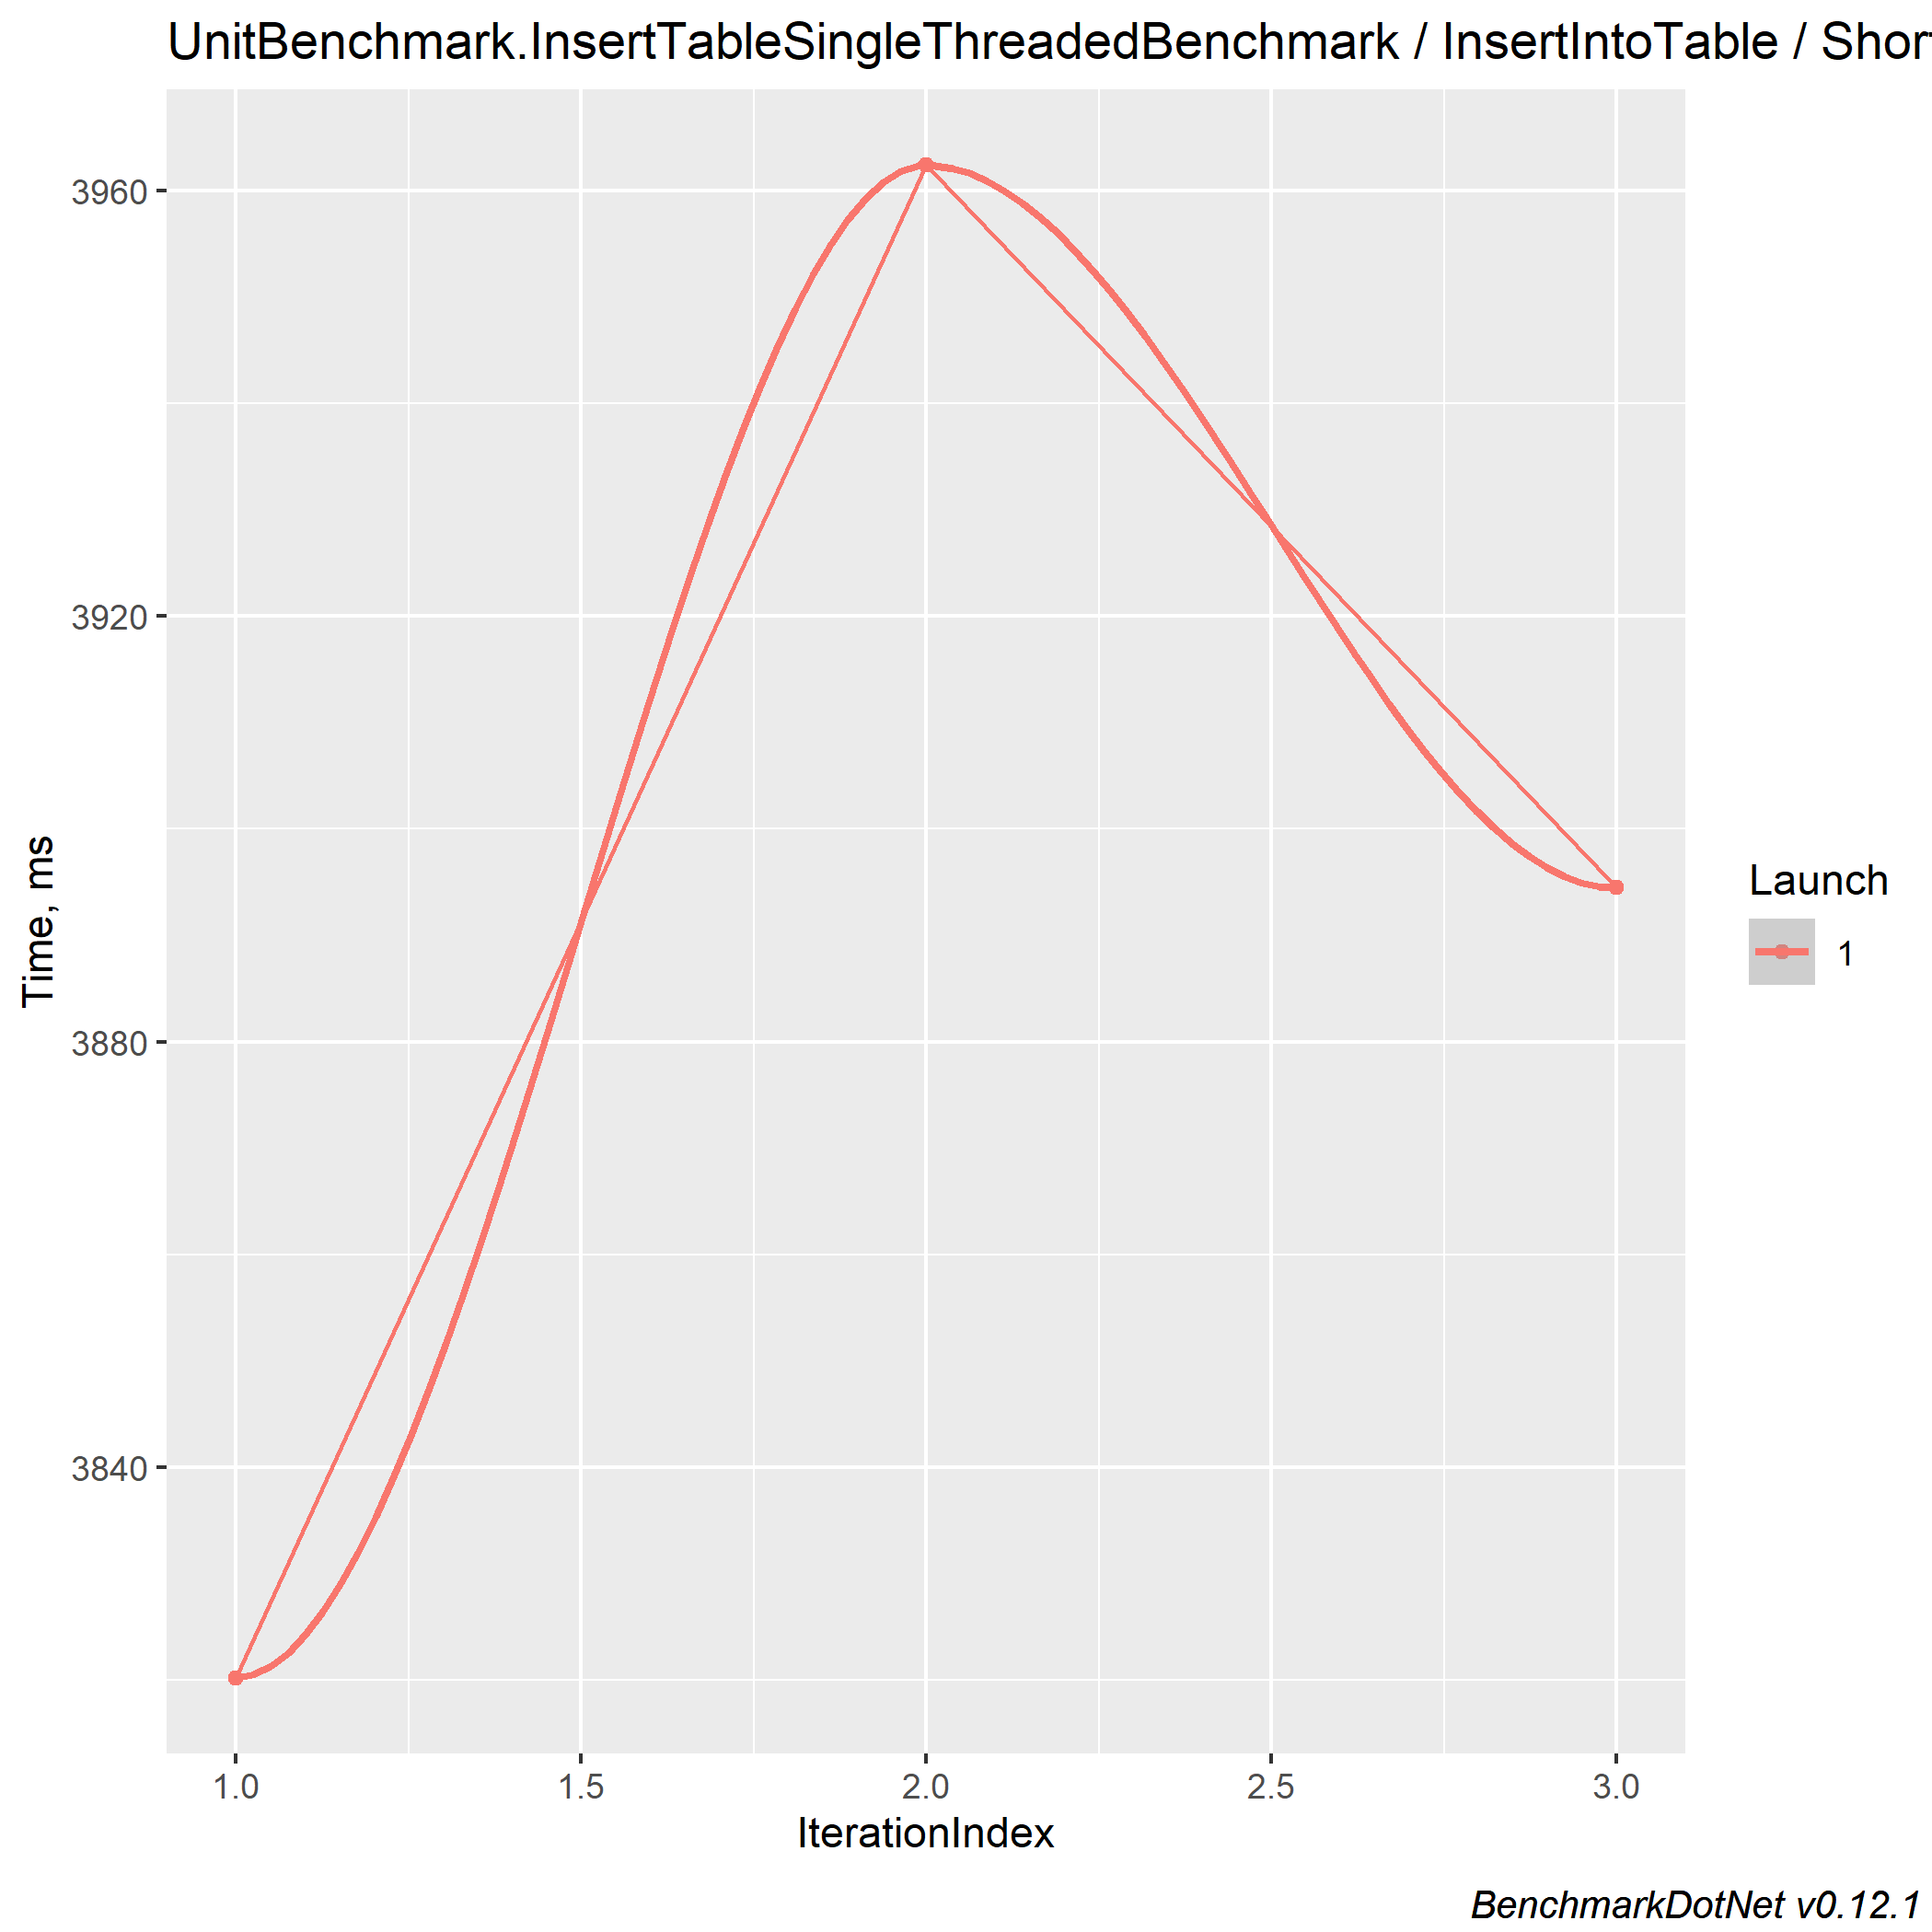 UnitBenchmark.InsertTableSingleThreadedBenchmark / InsertIntoTable / Shor
3960
3920
3880
3840
Time, ms
1.0 1.5 2.0 2.5 3.0
IterationIndex
Launch
1
BenchmarkDotNet v0.12.1